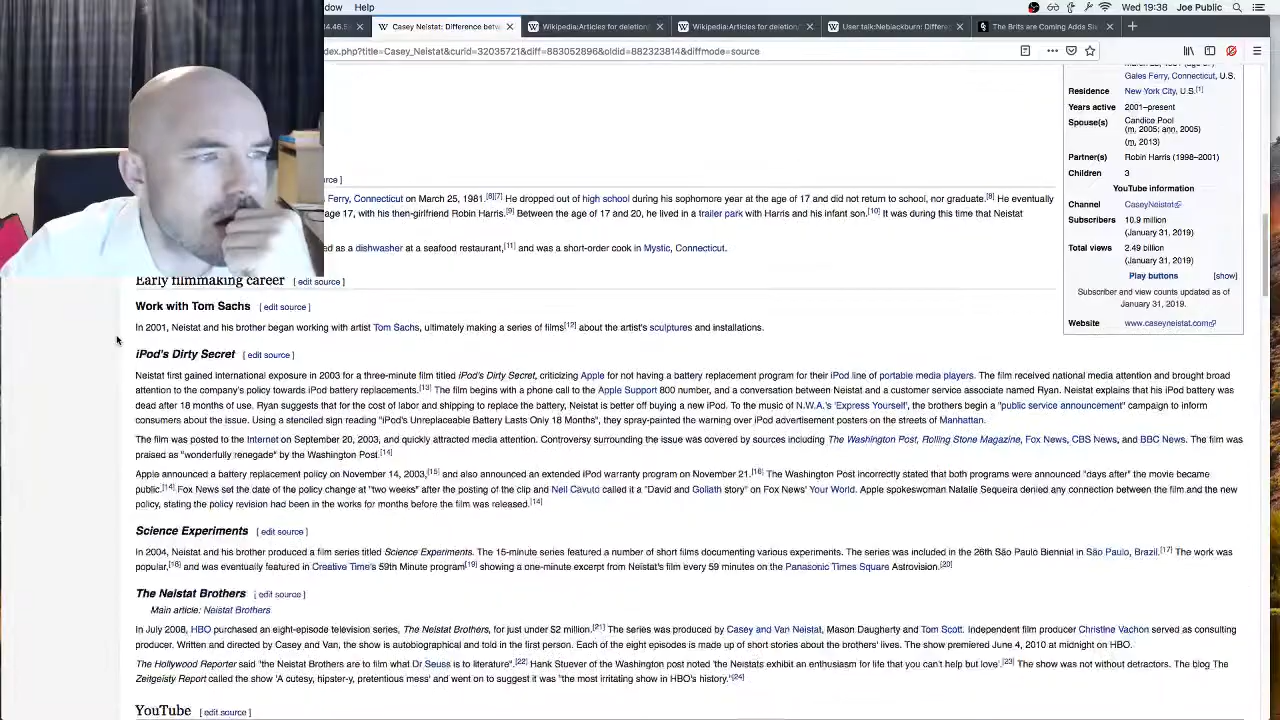 dow Help Wed 19:38 Joe Public
4.46.5 Casey Neistat: Difference betw Wikipedia:Articles for deletion/ Wikipedia:Articles for deletion/ User talk:Neblackburn: Differe The Brits are Coming Adds Si
ndex.php?title=Casey_Neistat&curid=32035721&diff=883052896&oldid=882323814&diffmode=source
Gales Ferry, Connecticut, U.S.
Residence New York City, U.S.[1]
Years active 2001–present
Spouse(s) Candice Pool
(m. 2005; ann. 2005)
(m. 2013)
Partner(s) Robin Harris (1998–2001)
Children 3
YouTube information
Channel CaseyNeistat
Subscribers 10.9 million
(January 31, 2019)
Total views 2.49 billion
(January 31, 2019)
Play buttons [show]
Subscriber and view counts updated as of
January 31, 2019.
Website www.caseyneistat.com
rce ]
s Ferry, Connecticut on March 25, 1981.[6][7] He dropped out of high school during his sophomore year at the age of 17 and did not return to school, nor graduate.[8] He eventually
age 17, with his then-girlfriend Robin Harris.[9] Between the age of 17 and 20, he lived in a trailer park with Harris and his infant son.[10] It was during this time that Neistat
ed as a dishwasher at a seafood restaurant,[11] and was a short-order cook in Mystic, Connecticut.
Early filmmaking career [ edit source ]
Work with Tom Sachs [ edit source ]
In 2001, Neistat and his brother began working with artist Tom Sachs, ultimately making a series of films[12] about the artist's sculptures and installations.
iPod's Dirty Secret [ edit source ]
Neistat first gained international exposure in 2003 for a three-minute film titled iPod's Dirty Secret, criticizing Apple for not having a battery replacement program for their iPod line of portable media players. The film received national media attention and brought broad
attention to the company's policy towards iPod battery replacements.[13] The film begins with a phone call to the Apple Support 800 number, and a conversation between Neistat and a customer service associate named Ryan. Neistat explains that his iPod battery was
dead after 18 months of use. Ryan suggests that for the cost of labor and shipping to replace the battery, Neistat is better off buying a new iPod. To the music of N.W.A.'s 'Express Yourself', the brothers begin a "public service announcement" campaign to inform
consumers about the issue. Using a stenciled sign reading "iPod's Unreplaceable Battery Lasts Only 18 Months", they spray-painted the warning over iPod advertisement posters on the streets of Manhattan.
The film was posted to the Internet on September 20, 2003, and quickly attracted media attention. Controversy surrounding the issue was covered by sources including The Washington Post, Rolling Stone Magazine, Fox News, CBS News, and BBC News. The film was
praised as "wonderfully renegade" by the Washington Post.[14]
Apple announced a battery replacement policy on November 14, 2003,[15] and also announced an extended iPod warranty program on November 21.[16] The Washington Post incorrectly stated that both programs were announced "days after" the movie became
public.[14] Fox News set the date of the policy change at "two weeks" after the posting of the clip and Neil Cavuto called it a "David and Goliath story" on Fox News' Your World. Apple spokeswoman Natalie Sequeira denied any connection between the film and the new
policy, stating the policy revision had been in the works for months before the film was released.[14]
Science Experiments [ edit source ]
In 2004, Neistat and his brother produced a film series titled Science Experiments. The 15-minute series featured a number of short films documenting various experiments. The series was included in the 26th São Paulo Biennial in São Paulo, Brazil.[17] The work was
popular,[18] and was eventually featured in Creative Time's 59th Minute program[19] showing a one-minute excerpt from Neistat's film every 59 minutes on the Panasonic Times Square Astrovision.[20]
The Neistat Brothers [ edit source ]
Main article: Neistat Brothers
In July 2008, HBO purchased an eight-episode television series, The Neistat Brothers, for just under $2 million.[21] The series was produced by Casey and Van Neistat, Mason Daugherty and Tom Scott. Independent film producer Christine Vachon served as consulting
producer. Written and directed by Casey and Van, the show is autobiographical and told in the first person. Each of the eight episodes is made up of short stories about the brothers' lives. The show premiered June 4, 2010 at midnight on HBO.
The Hollywood Reporter said "the Neistat Brothers are to film what Dr Seuss is to literature".[22] Hank Stuever of the Washington post noted 'the Neistats exhibit an enthusiasm for life that you can't help but love'.[23] The show was not without detractors. The blog The
Zeitgeisty Report called the show 'A cutesy, hipster-y, pretentious mess' and went on to suggest it was "the most irritating show in HBO's history."[24]
YouTube [ edit source ]